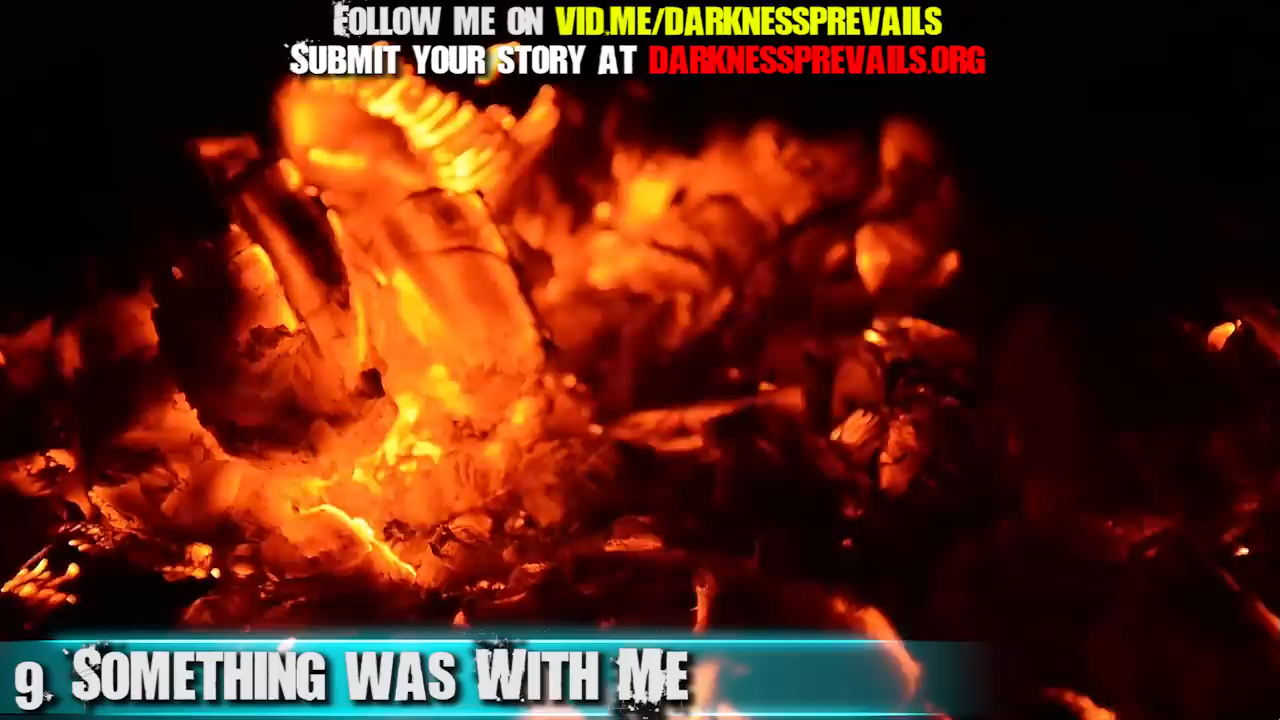 Follow me on vid.me/darknessprevails
Submit your story at darknessprevails.org
9. Something was With Me